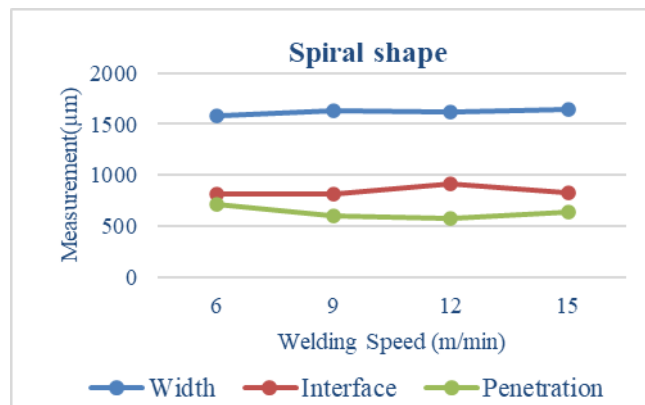 Spiral shape
2000
1500
1000
500
0
Measurement(μm)
6 9 12 15
Welding Speed (m/min)
Width Interface Penetration